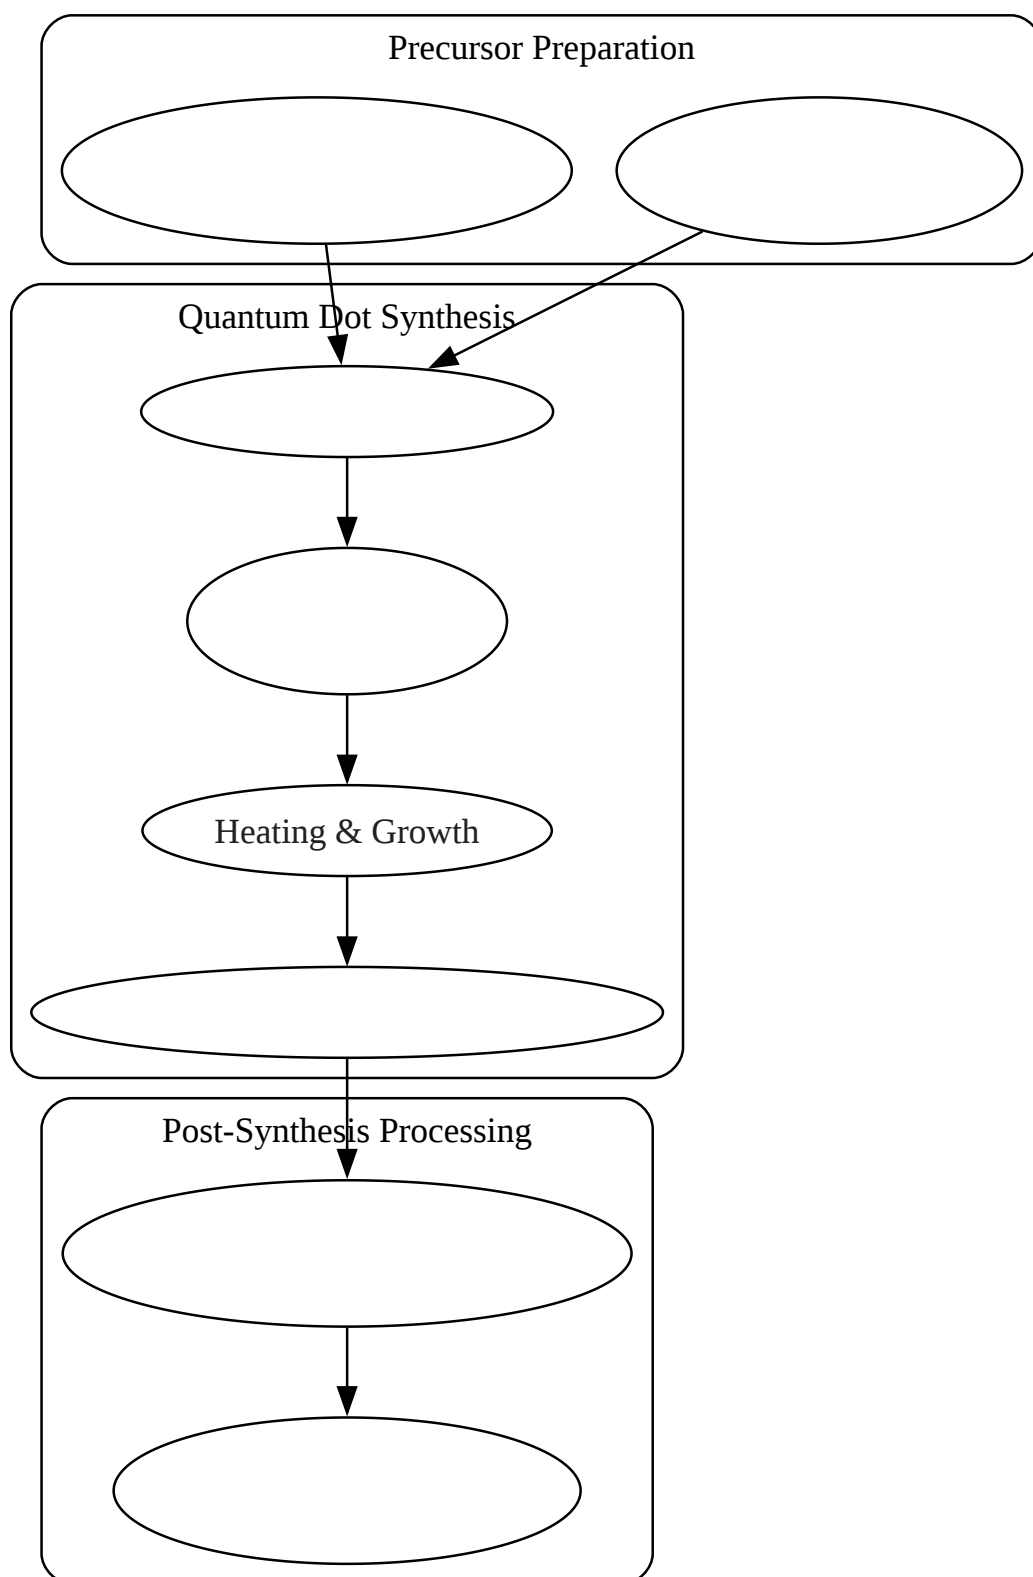 Precursor Preparation
Quantum Dot Synthesis
Heating & Growth
Post-Synthesis Processing